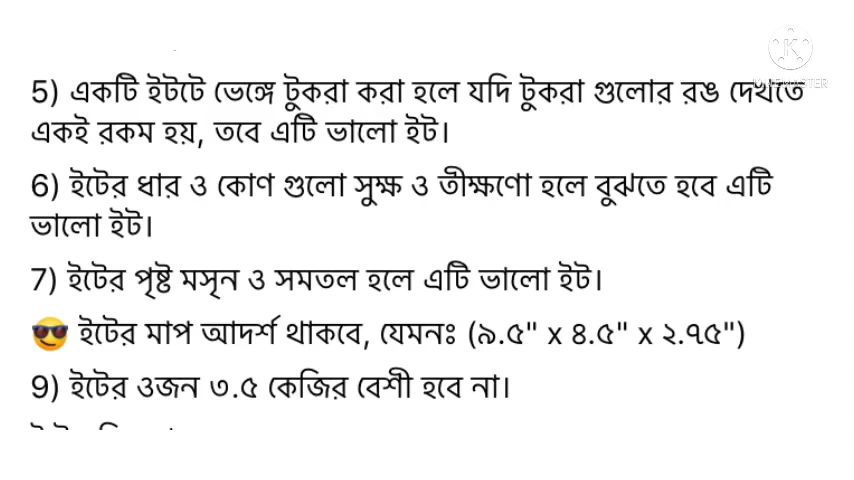 5) একটি ইটটে ভেঙ্গে টুকরা করা হলে যদি টুকরা গুলোর রঙ দেখতে
একই রকম হয়, তবে এটি ভালো ইট।
6) ইটের ধার ও কোণ গুলো সুক্ষ ও তীক্ষণো হলে বুঝতে হবে এটি
ভালো ইট।
7) ইটের পৃষ্ট মসৃন ও সমতল হলে এটি ভালো ইট।
😎 ইটের মাপ আদর্শ থাকবে, যেমনঃ (৯.৫" x ৪.৫" x ২.৭৫")
9) ইটের ওজন ৩.৫ কেজির বেশী হবে না।